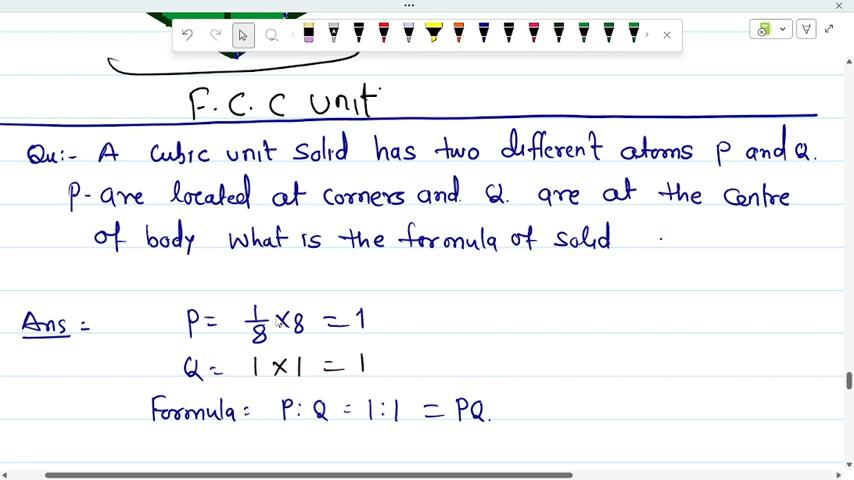 F.C.C unit
Qu:- A cubic unit solid has two different atoms P and Q.
P-are located at corners and Q. are at the centre
of body what is the formula of solid .
Ans = P = 1/8 × 8 = 1
Q = 1 × 1 = 1
Formula = P : Q = 1 : 1 = PQ.